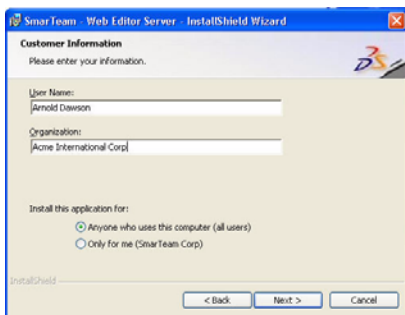 SmarTeam - Web Editor Server - InstallShield Wizard
Customer Information
Please enter your information.
User Name:
Arnold Dawson
Organization:
Acme International Corp
Install this application for:
Anyone who uses this computer (all users)
Only for me (SmarTeam Corp)
InstallShield
< Back Next > Cancel